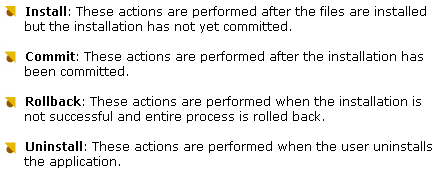 Install: These actions are performed after the files are installed
but the installation has not yet committed.
Commit: These actions are performed after the installation has
been committed.
Rollback: These actions are performed when the installation is
not successful and entire process is rolled back.
Uninstall: These actions are performed when the user uninstalls
the application.